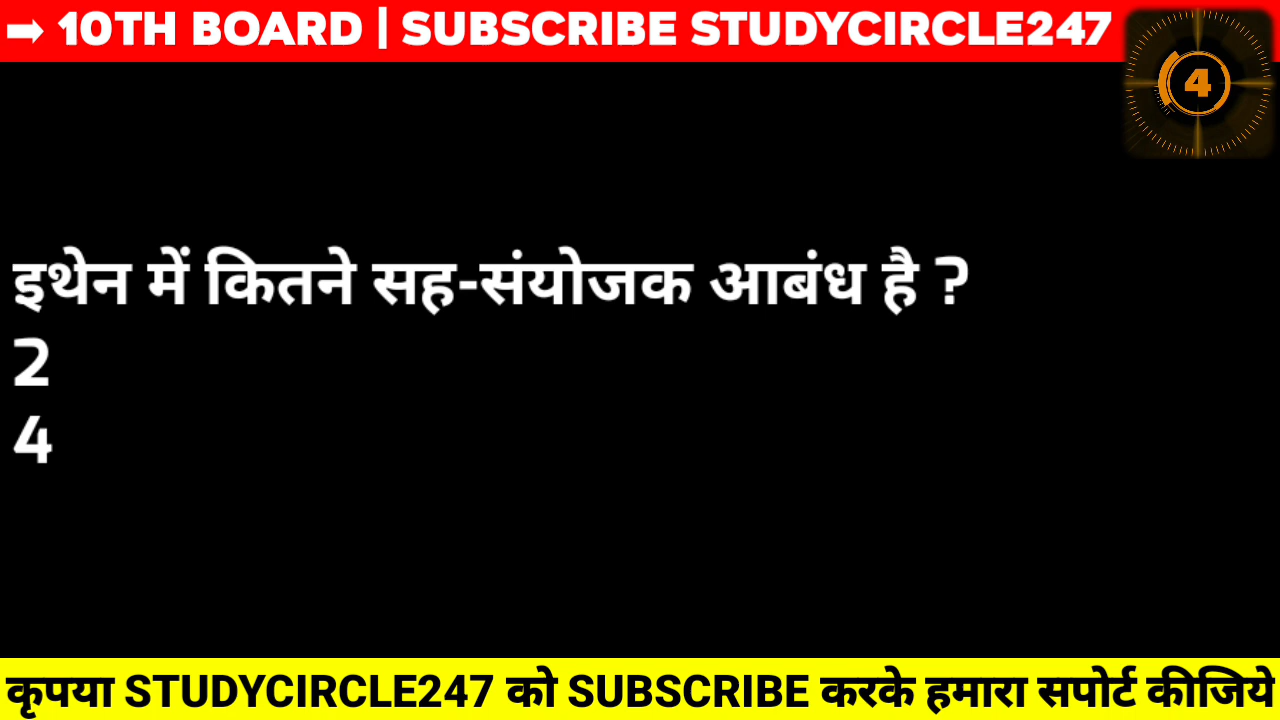 ➡ 10TH BOARD | SUBSCRIBE STUDYCIRCLE247
4
इथेन में कितने सह-संयोजक आबंध है ?
2
4
कृपया STUDYCIRCLE247 को SUBSCRIBE करके हमारा सपोर्ट कीजिये